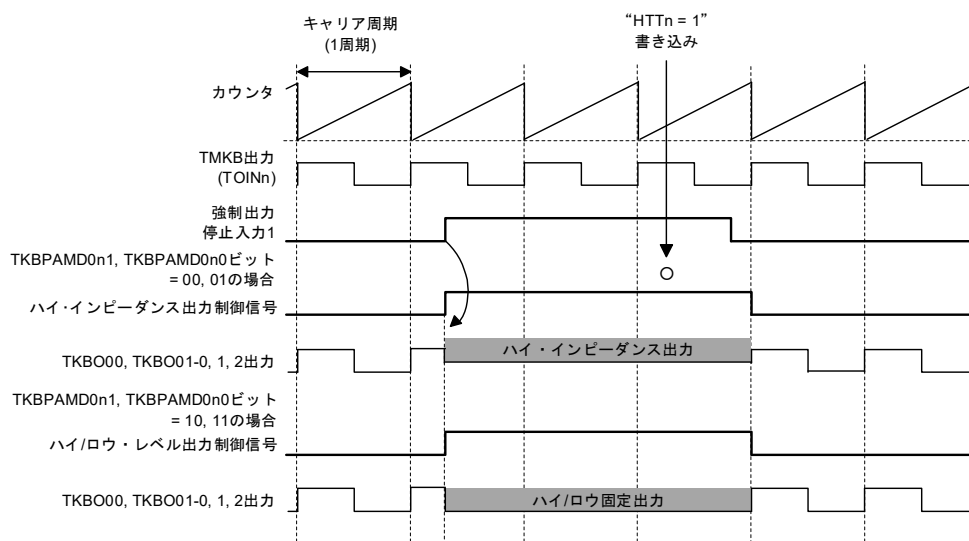 キャリア周期
(1周期)
“HTTn = 1”
書き込み
カウンタ
TMKB出力
(TOINn)
強制出力
停止入力1
TKBPAMD0n1, TKBPAMD0n0ビット
= 00, 01の場合
ハイ・インピーダンス出力制御信号
ハイ・インピーダンス出力
TKBO00, TKBO01-0, 1, 2出力
TKBPAMD0n1, TKBPAMD0n0ビット
= 10, 11の場合
ハイ/ロウ・レベル出力制御信号
ハイ/ロウ固定出力
TKBO00, TKBO01-0, 1, 2出力